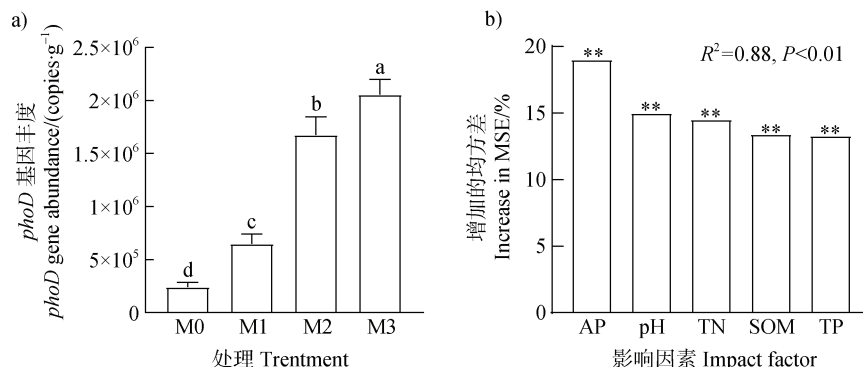 a)
phoD 基因丰度
phoD gene abundance/(copies·g⁻¹)
2.5×10⁶
2×10⁶
1.5×10⁶
1×10⁶
5×10⁵
0
d
c
b
a
M0 M1 M2 M3
处理 Trentment
b)
增加的均方差
Increase in MSE/%
20
15
10
5
0
R²=0.88, P<0.01
** ** ** ** **
AP pH TN SOM TP
影响因素 Impact factor